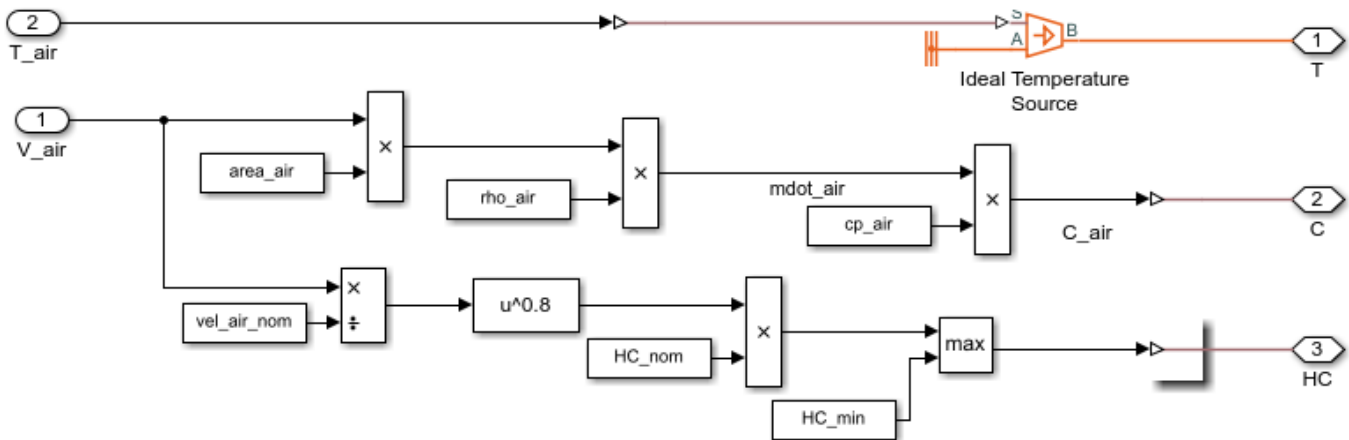 2
T_air
S
A
B
Ideal Temperature
Source
1
T
1
V_air
area_air
×
rho_air
×
mdot_air
cp_air
×
C_air
2
C
vel_air_nom
×
÷
u^0.8
HC_nom
×
HC_min
max
3
HC